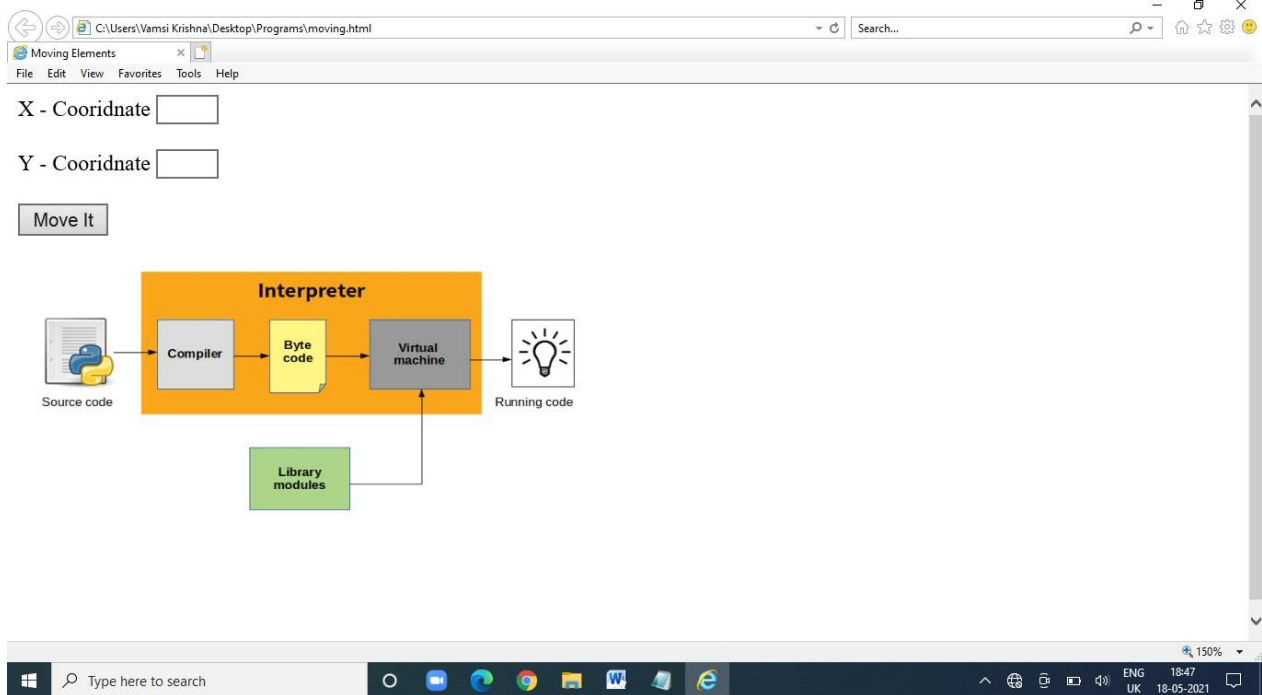 C:\Users\Vamsi Krishna\Desktop\Programs\moving.html
Search...
Moving Elements
File Edit View Favorites Tools Help
X - Cooridnate
Y - Cooridnate
Move It
Interpreter
Compiler
Byte
code
Virtual
machine
Source code
Running code
Library
modules
150%
Type here to search
ENG
UK
18:47
18-05-2021